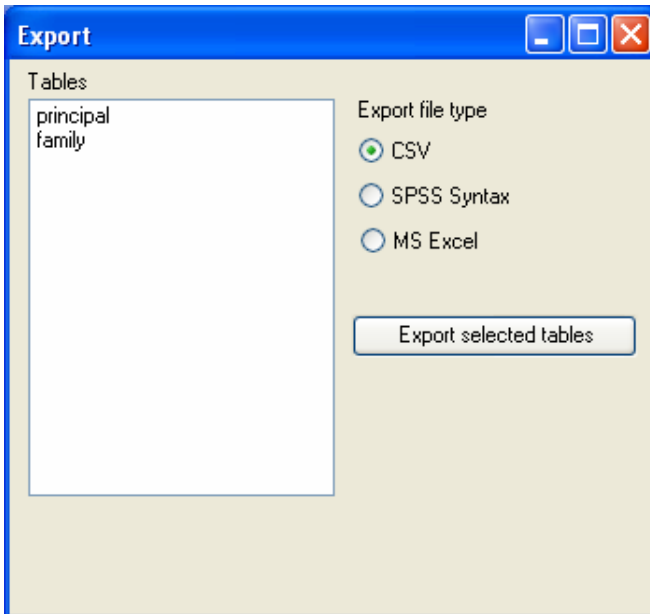 Export
Tables
principal
family
Export file type
CSV
SPSS Syntax
MS Excel
Export selected tables